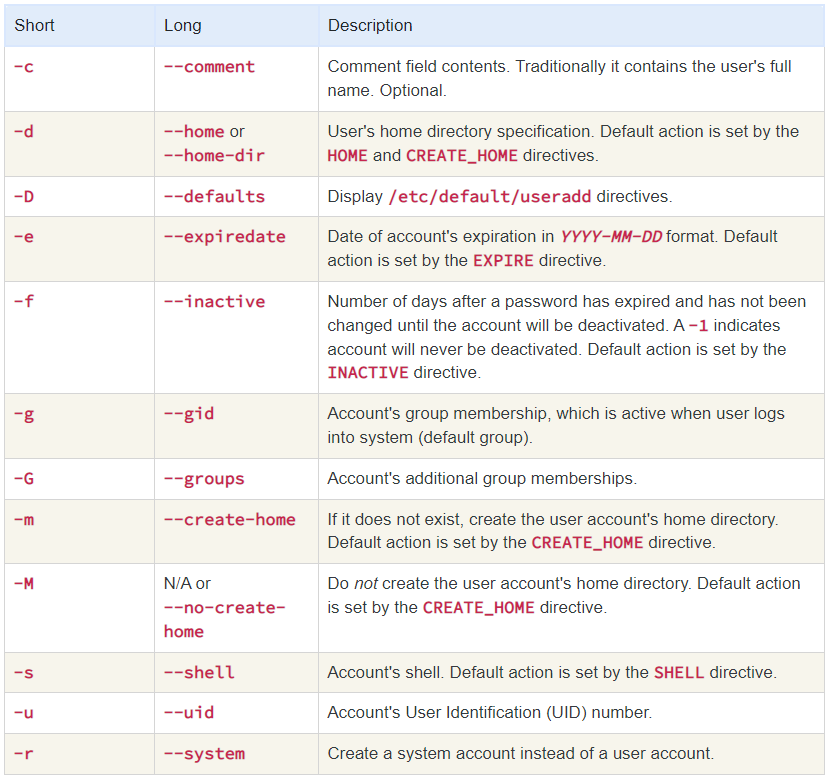 Short Long Description
-c --comment Comment field contents. Traditionally it contains the user's full
name. Optional.
-d --home or User's home directory specification. Default action is set by the
--home-dir HOME and CREATE_HOME directives.
-D --defaults Display /etc/default/useradd directives.
-e --expiredate Date of account's expiration in YYYY-MM-DD format. Default
action is set by the EXPIRE directive.
-f --inactive Number of days after a password has expired and has not been
changed until the account will be deactivated. A -1 indicates
account will never be deactivated. Default action is set by the
INACTIVE directive.
-g --gid Account's group membership, which is active when user logs
into system (default group).
-G --groups Account's additional group memberships.
-m --create-home If it does not exist, create the user account's home directory.
Default action is set by the CREATE_HOME directive.
-M N/A or Do not create the user account's home directory. Default action
--no-create- is set by the CREATE_HOME directive.
home
-s --shell Account's shell. Default action is set by the SHELL directive.
-u --uid Account's User Identification (UID) number.
-r --system Create a system account instead of a user account.